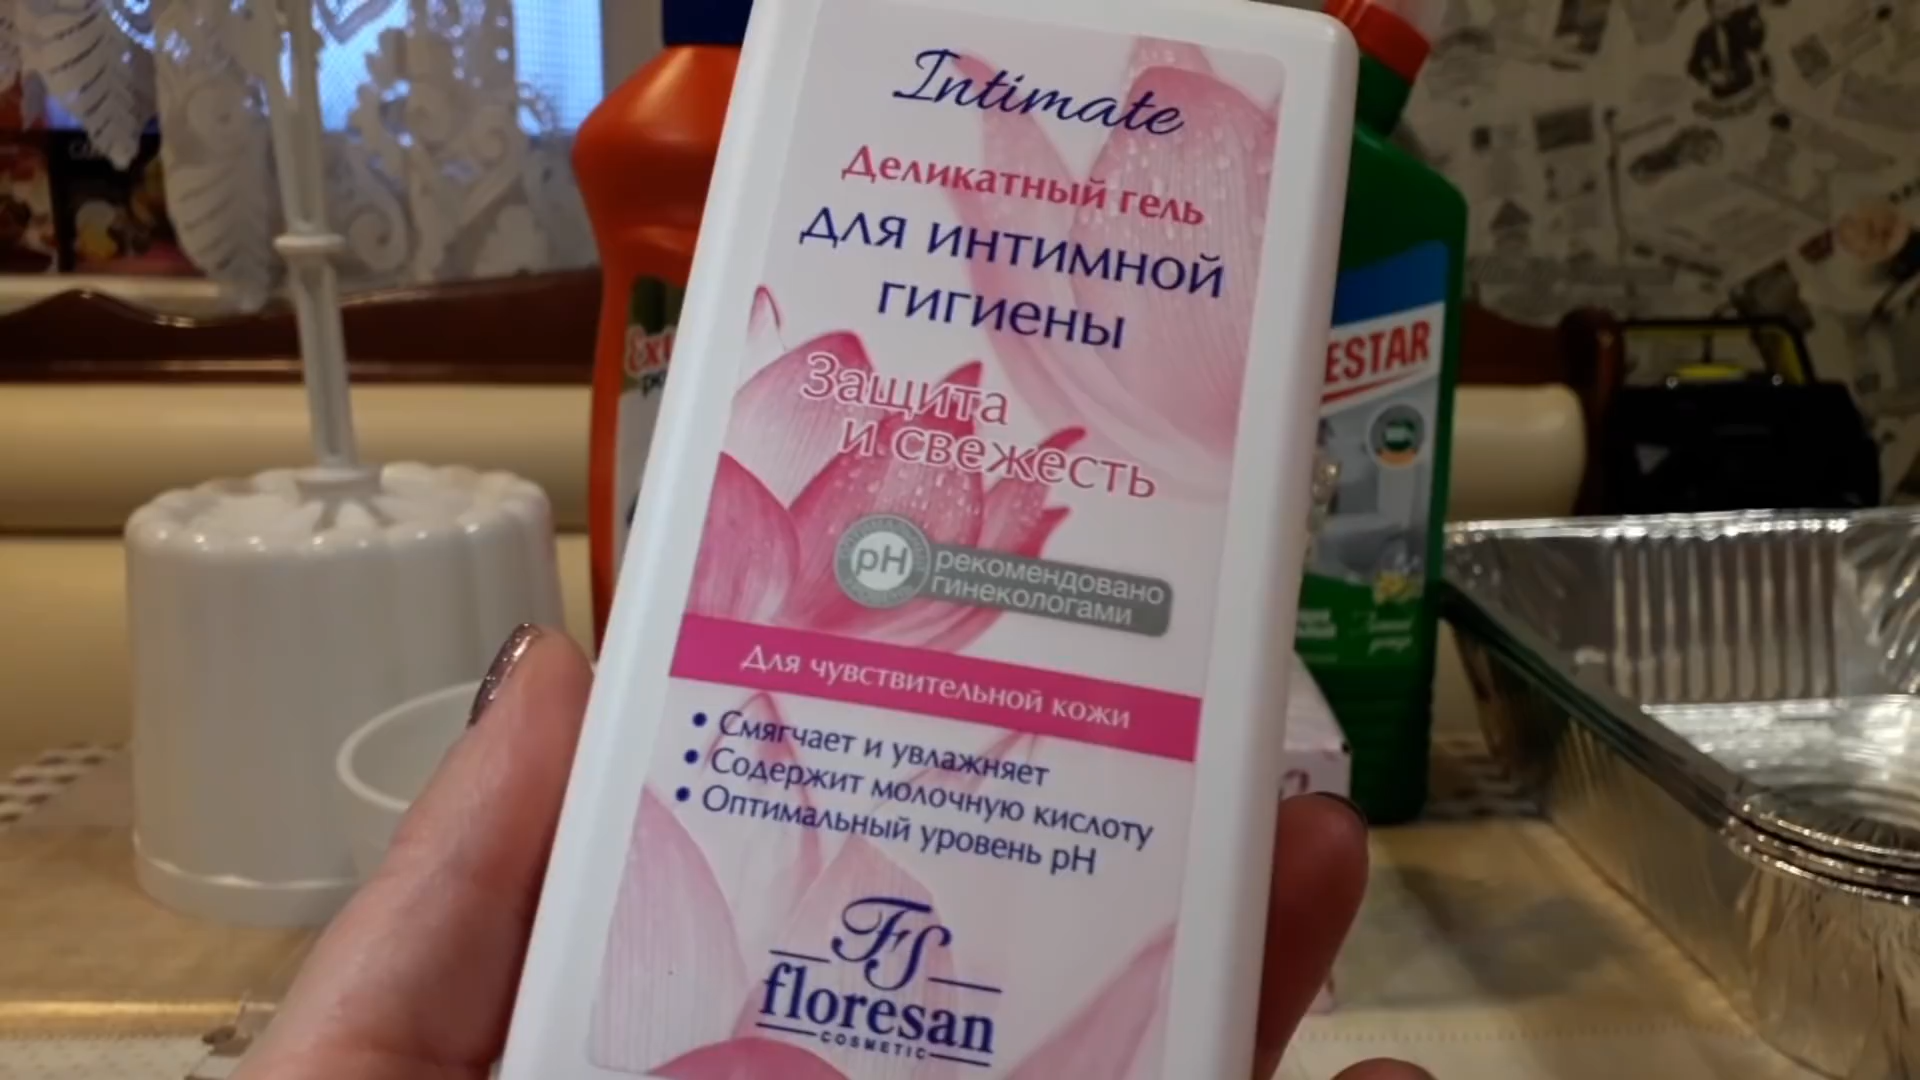 Intimate
Деликатный гель
для интимной
гигиены
Защита
и свежесть
pH
рекомендовано
гинекологами
Для чувствительной кожи
• Смягчает и увлажняет
• Содержит молочную кислоту
• Оптимальный уровень pH
FS
floresan
COSMETIC
ESTAR